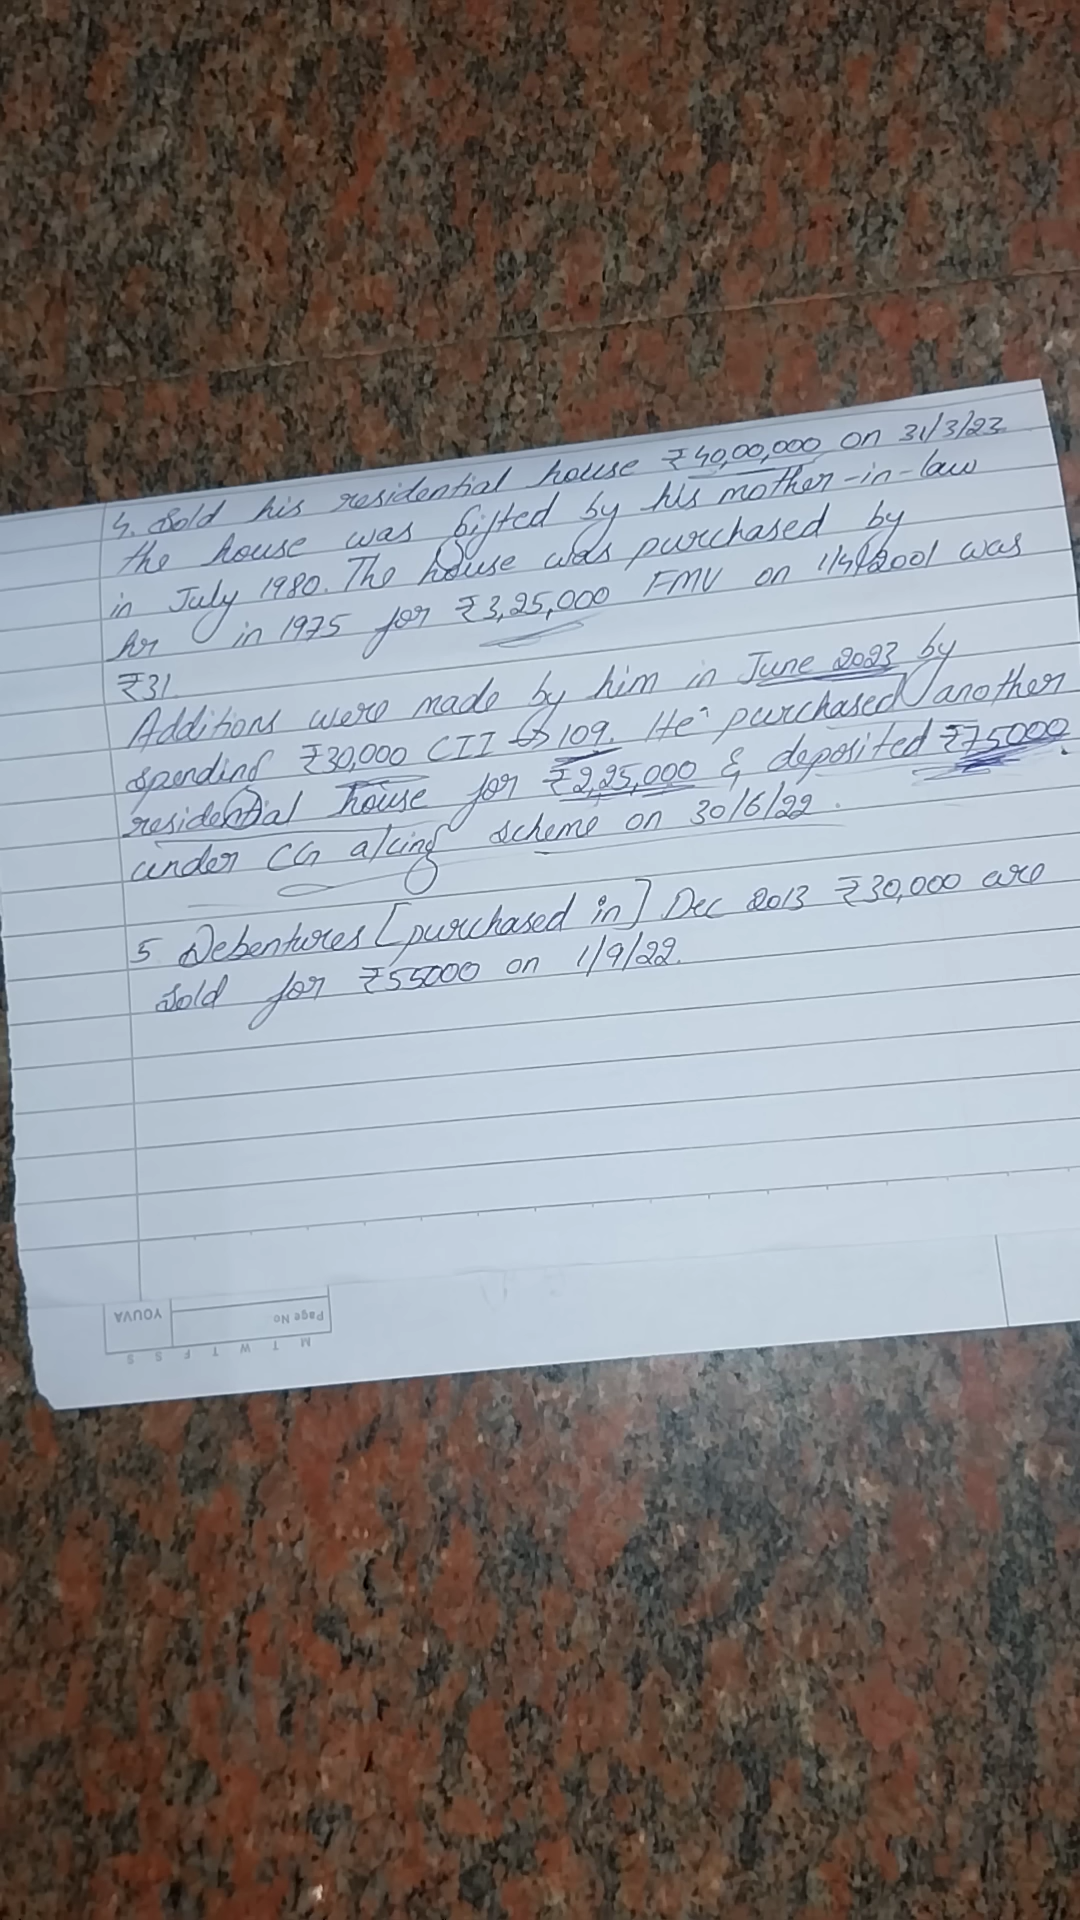 4. Sold his residential house ₹40,00,000 on 31/3/23
the house was gifted by his mother-in-law
in July 1980. The house was purchased by
her in 1975 for ₹3,25,000 FMV on 1/4/2001 was
₹31
Additions were made by him in June 2023 by
spending ₹30,000 CII 109. He purchased another
residential house for ₹2,25,000 & deposited ₹75000
under CG a/cing scheme on 30/6/22.
5 Debentures [purchased in] Dec 2013 ₹30,000 are
sold for ₹55000 on 1/9/22.
YOUVA
Page No
M T W T F S S